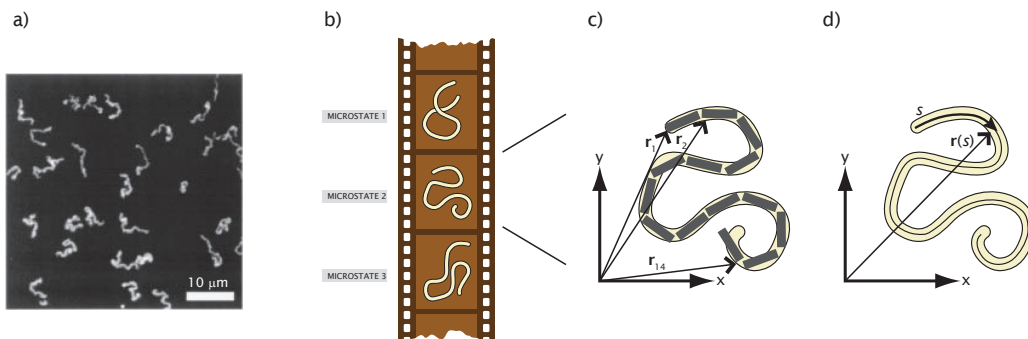 a)
b)
c)
d)
10 μm
MICROSTATE 1
MICROSTATE 2
MICROSTATE 3
y
r1
r2
r14
x
y
s
r(s)
x